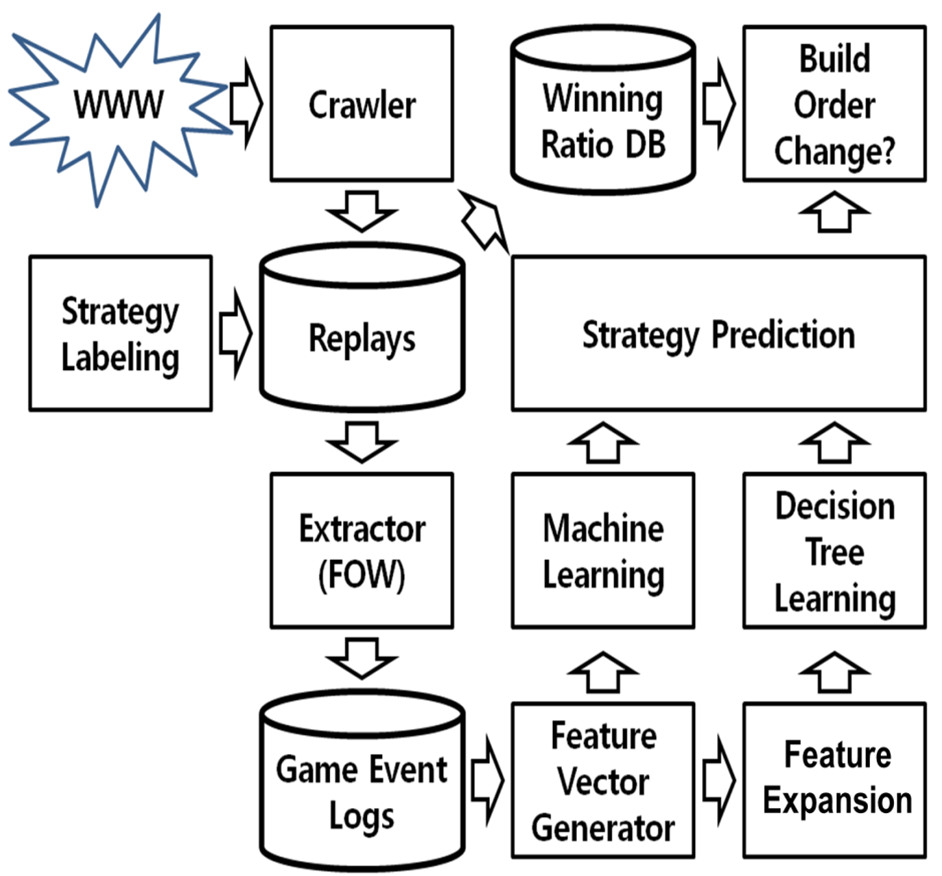 WWW
Crawler
Winning
Ratio DB
Build
Order
Change?
Strategy
Labeling
Replays
Strategy Prediction
Extractor
(FOW)
Machine
Learning
Decision
Tree
Learning
Game Event
Logs
Feature
Vector
Generator
Feature
Expansion